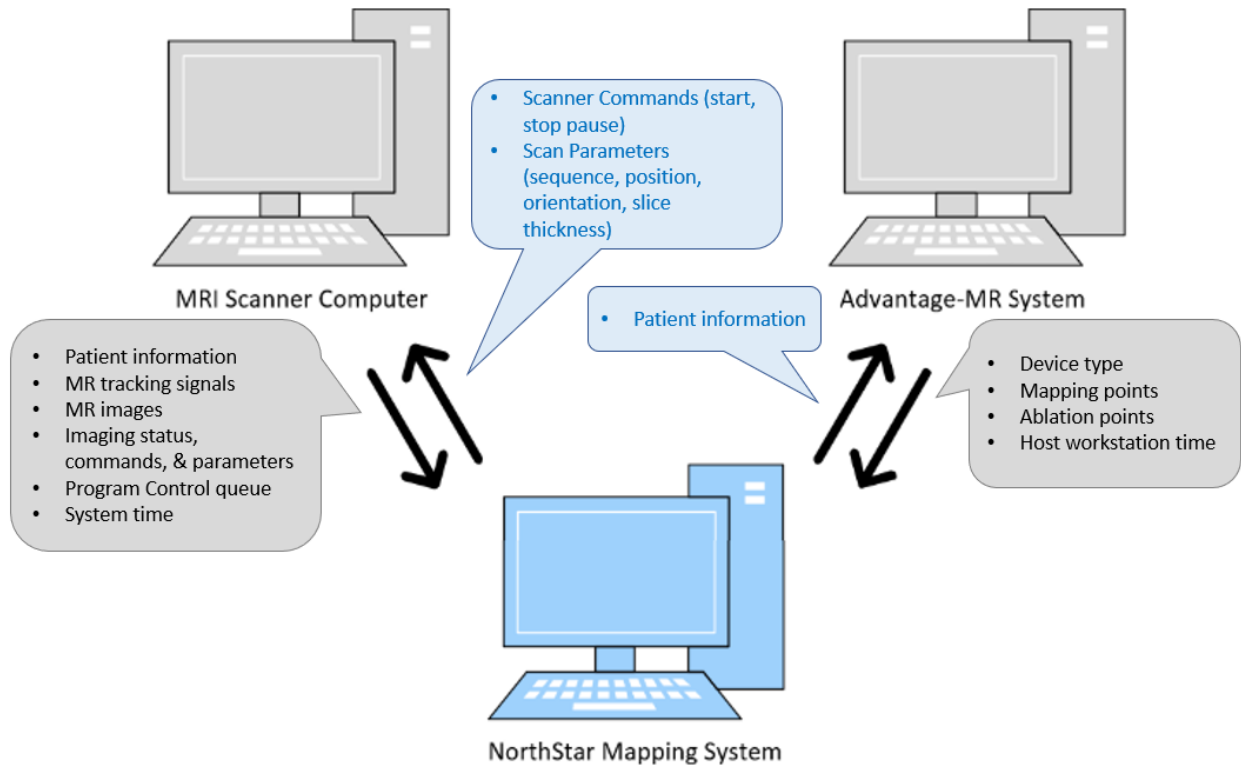 • Scanner Commands (start,
stop pause)
• Scan Parameters
(sequence, position,
orientation, slice
thickness)
MRI Scanner Computer
Advantage-MR System
• Patient information
• Patient information
• MR tracking signals
• MR images
• Imaging status,
commands, & parameters
• Program Control queue
• System time
• Device type
• Mapping points
• Ablation points
• Host workstation time
NorthStar Mapping System